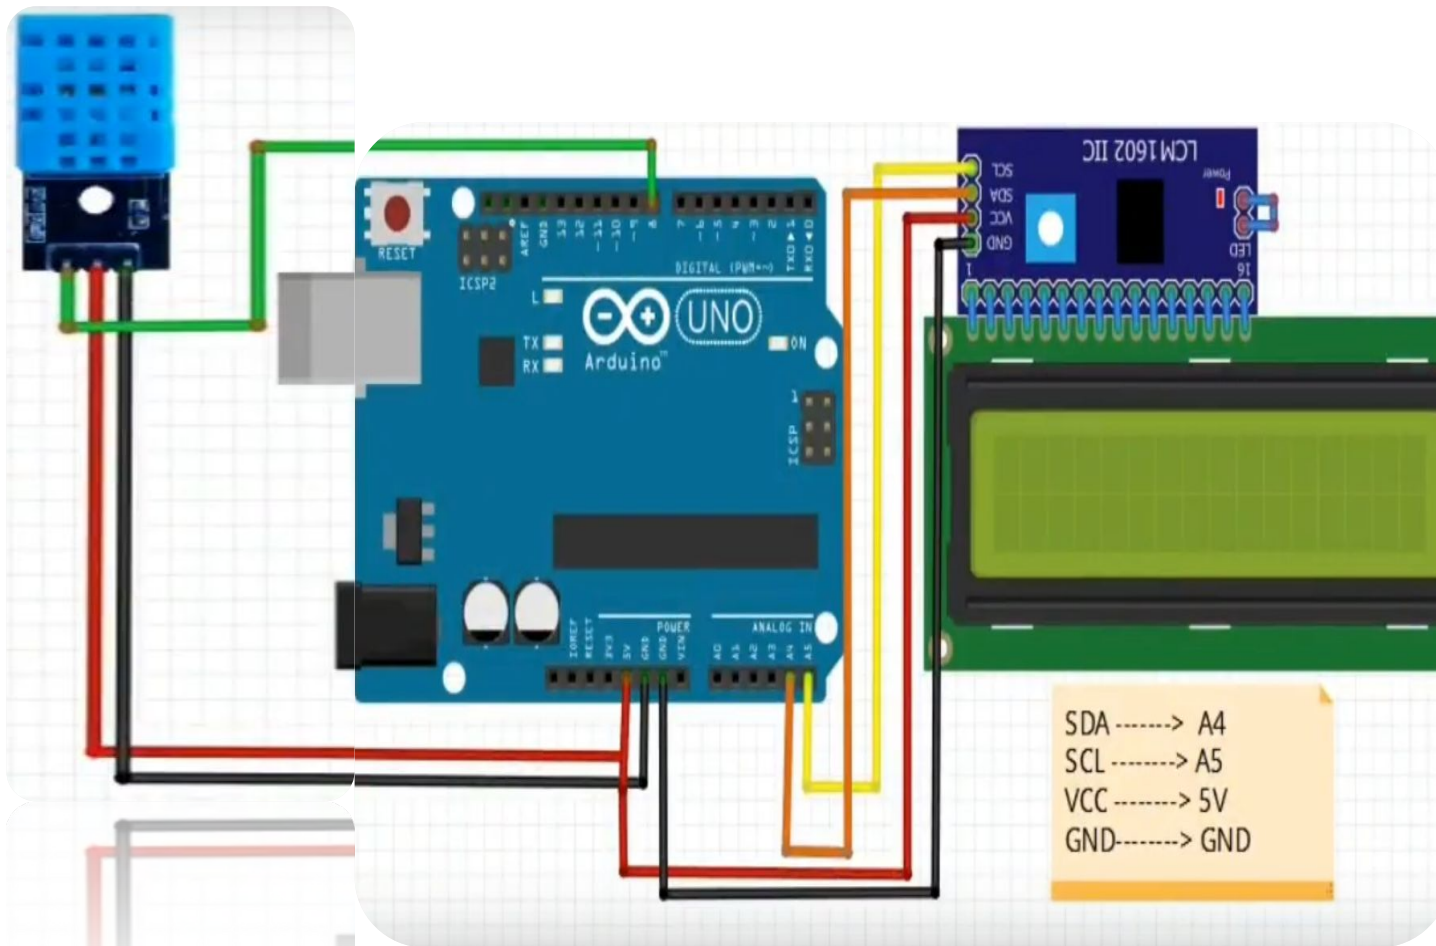 LCM1602 IIC
SCL
SDA
VCC
GND
Power
LED
1
16
RESET
ICSP2
AREF
GND
13
12
~11
~10
~9
8
7
~6
~5
4
~3
2
TX0▶1
RX0◀0
DIGITAL (PWM=~)
L
TX
RX
UNO
Arduino™
ON
1
ICSP
IOREF
RESET
3V3
5V
GND
GND
VIN
POWER
A0
A1
A2
A3
A4
A5
ANALOG IN
SDA -------> A4
SCL --------> A5
VCC --------> 5V
GND--------> GND